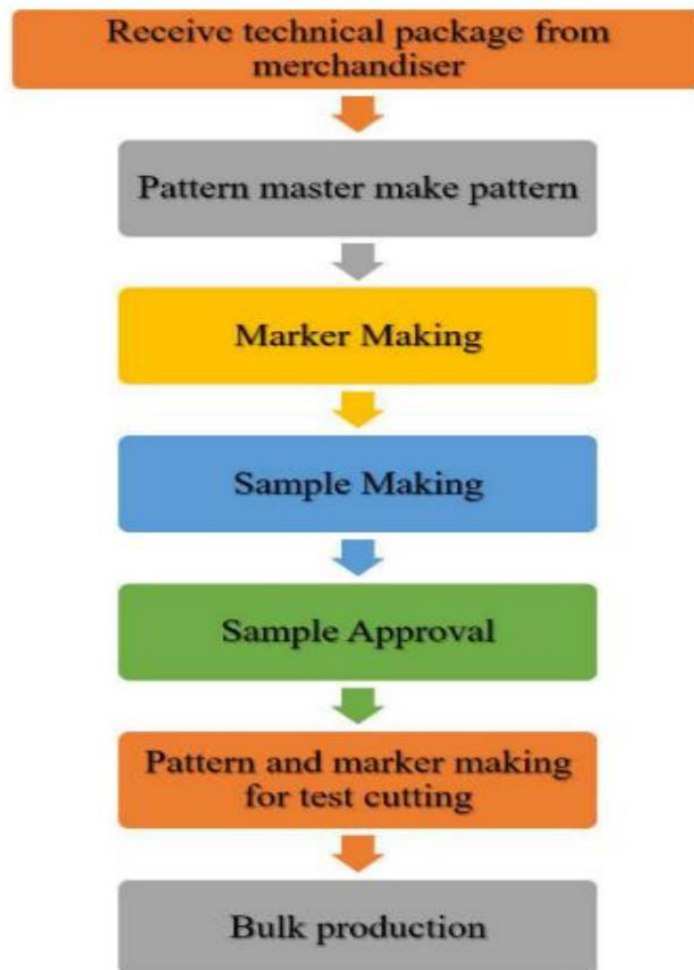 Receive technical package from
merchandiser
Pattern master make pattern
Marker Making
Sample Making
Sample Approval
Pattern and marker making
for test cutting
Bulk production